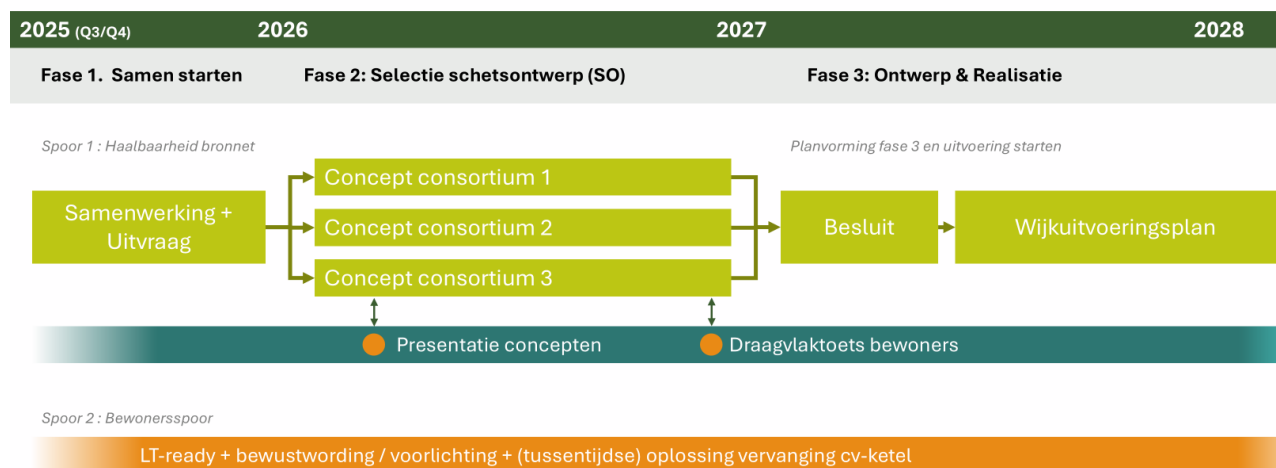 2025 (Q3/Q4) 2026 2027 2028
Fase 1. Samen starten Fase 2: Selectie schetsontwerp (SO) Fase 3: Ontwerp & Realisatie
Spoor 1 : Haalbaarheid bronnet Planvorming fase 3 en uitvoering starten
Samenwerking +
Uitvraag
Concept consortium 1
Concept consortium 2
Concept consortium 3
Besluit
Wijkuitvoeringsplan
Presentatie concepten Draagvlaktoets bewoners
Spoor 2 : Bewonersspoor
LT-ready + bewustwording / voorlichting + (tussentijdse) oplossing vervanging cv-ketel